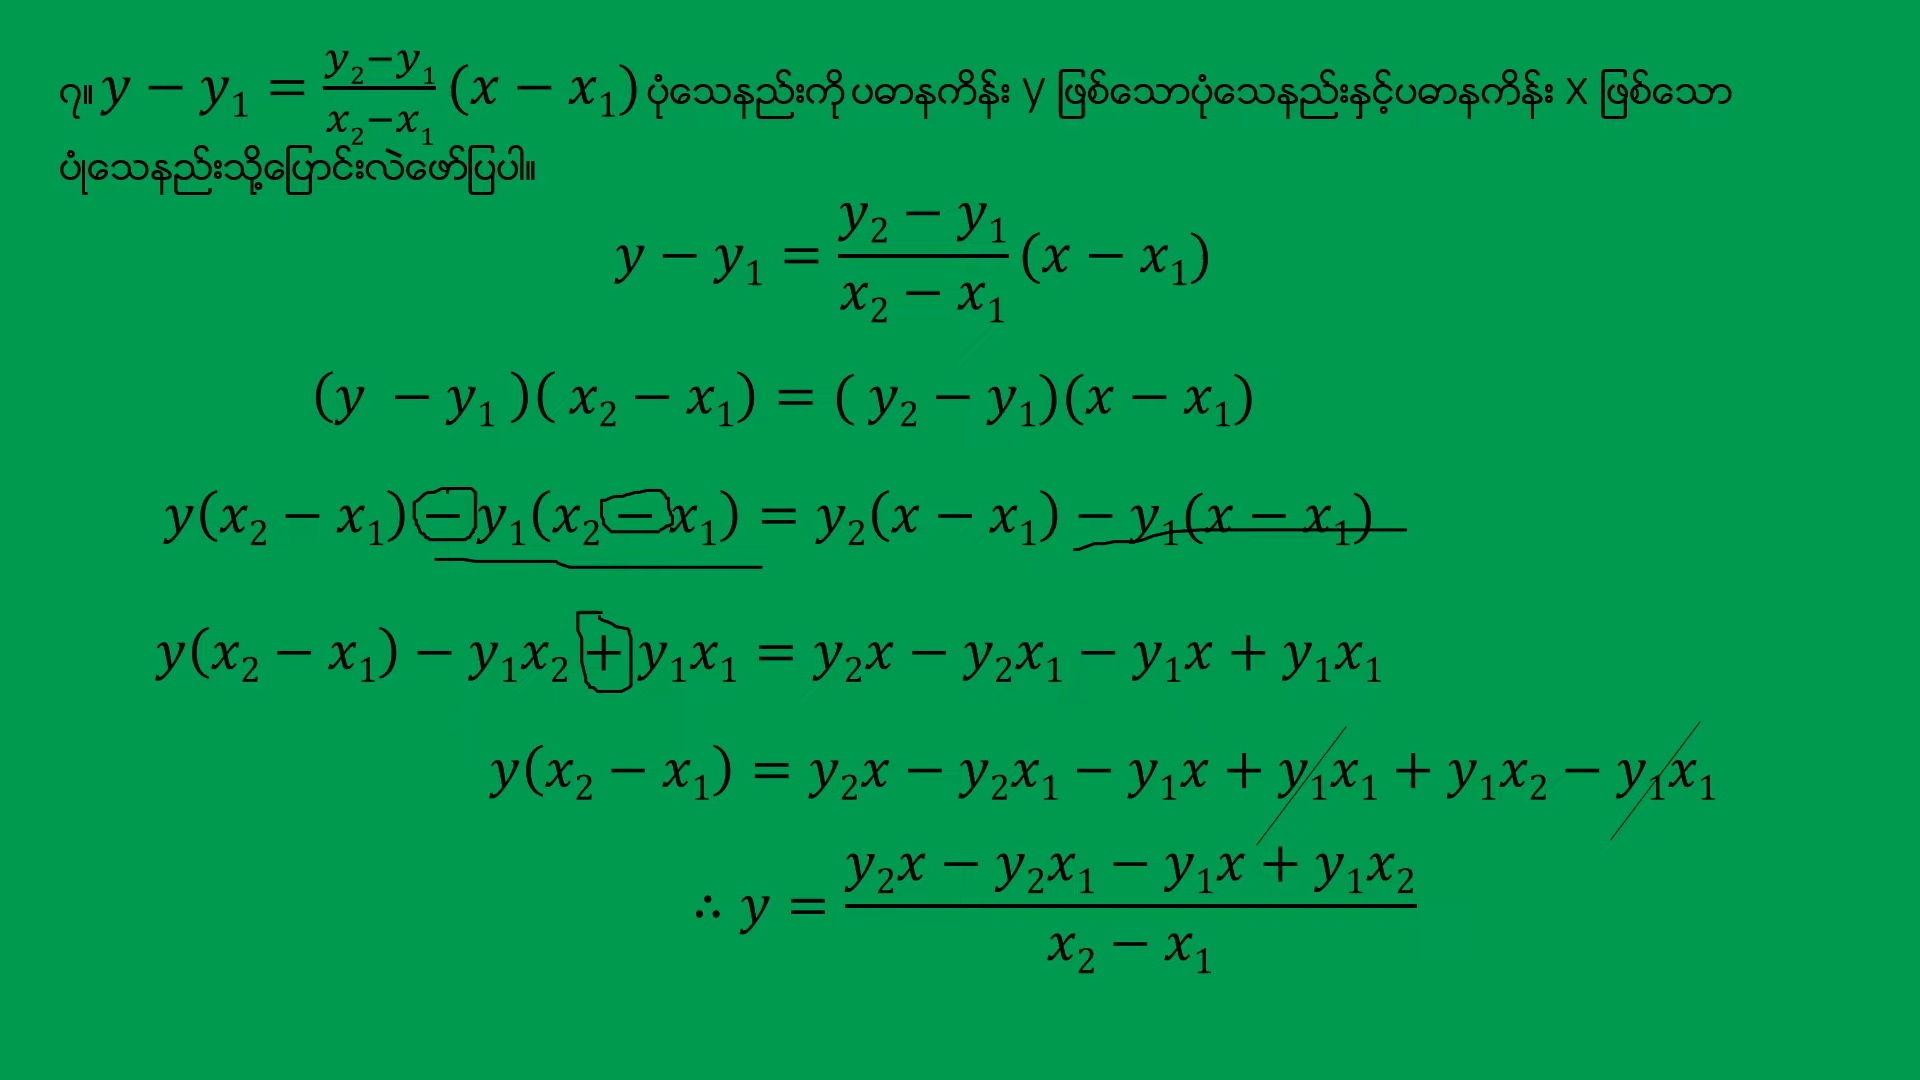 ၇။ y − y₁ = (y₂−y₁)/(x₂−x₁) (x − x₁) ပုံသေနည်းကို ပဓာနကိန်း y ဖြစ်သောပုံသေနည်းနှင့်ပဓာနကိန်း x ဖြစ်သော
ပုံသေနည်းသို့ပြောင်းလဲဖော်ပြပါ။
y − y₁ = (y₂ − y₁)/(x₂ − x₁) (x − x₁)
(y − y₁ )( x₂ − x₁) = ( y₂ − y₁)(x − x₁)
y(x₂ − x₁) − y₁(x₂ − x₁) = y₂(x − x₁) − y₁(x − x₁)
y(x₂ − x₁) − y₁x₂ + y₁x₁ = y₂x − y₂x₁ − y₁x + y₁x₁
y(x₂ − x₁) = y₂x − y₂x₁ − y₁x + y₁x₁ + y₁x₂ − y₁x₁
∴ y = (y₂x − y₂x₁ − y₁x + y₁x₂)/(x₂ − x₁)